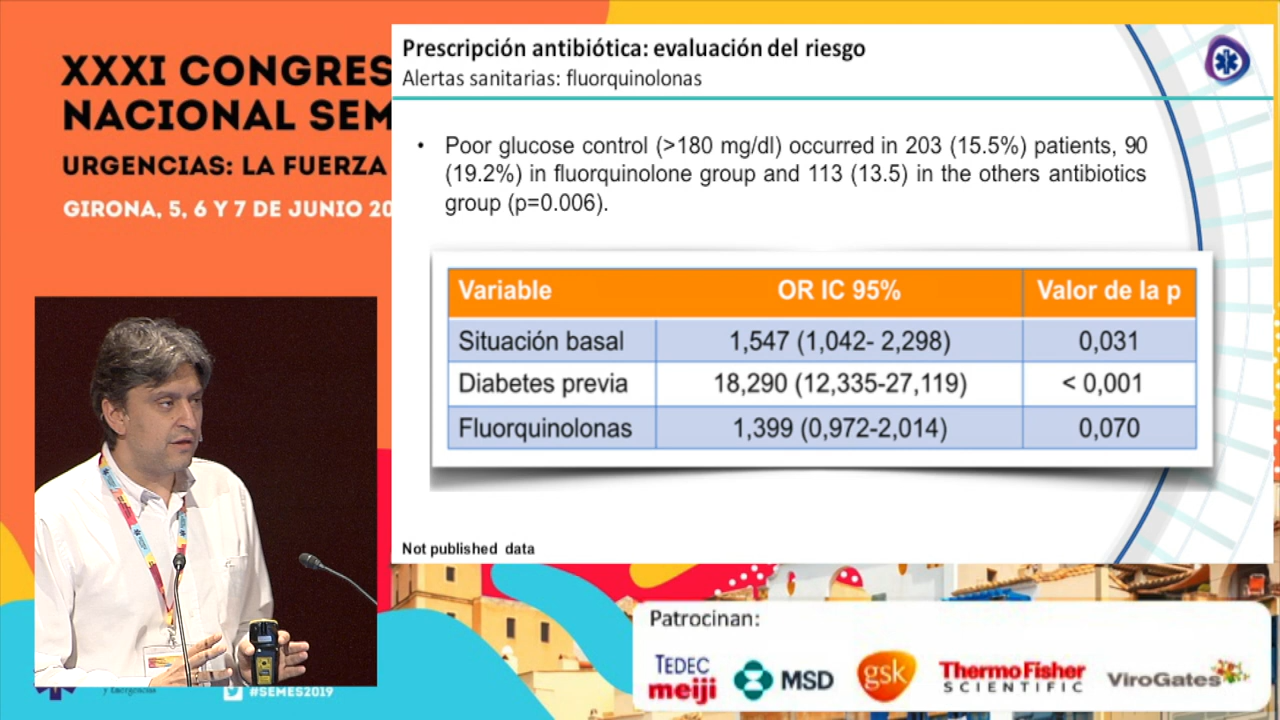 XXXI CONGRES
NACIONAL SEM
URGENCIAS: LA FUERZA
GIRONA, 5, 6 Y 7 DE JUNIO 20
Prescripción antibiótica: evaluación del riesgo
Alertas sanitarias: fluorquinolonas
• Poor glucose control (>180 mg/dl) occurred in 203 (15.5%) patients, 90
(19.2%) in fluorquinolone group and 113 (13.5) in the others antibiotics
group (p=0.006).
Variable OR IC 95% Valor de la p
Situación basal 1,547 (1,042- 2,298) 0,031
Diabetes previa 18,290 (12,335-27,119) < 0,001
Fluorquinolonas 1,399 (0,972-2,014) 0,070
Not published data
y Emergencias
#SEMES2019
Patrocinan:
TEDEC
meiji
MSD
gsk
ThermoFisher
SCIENTIFIC
ViroGates